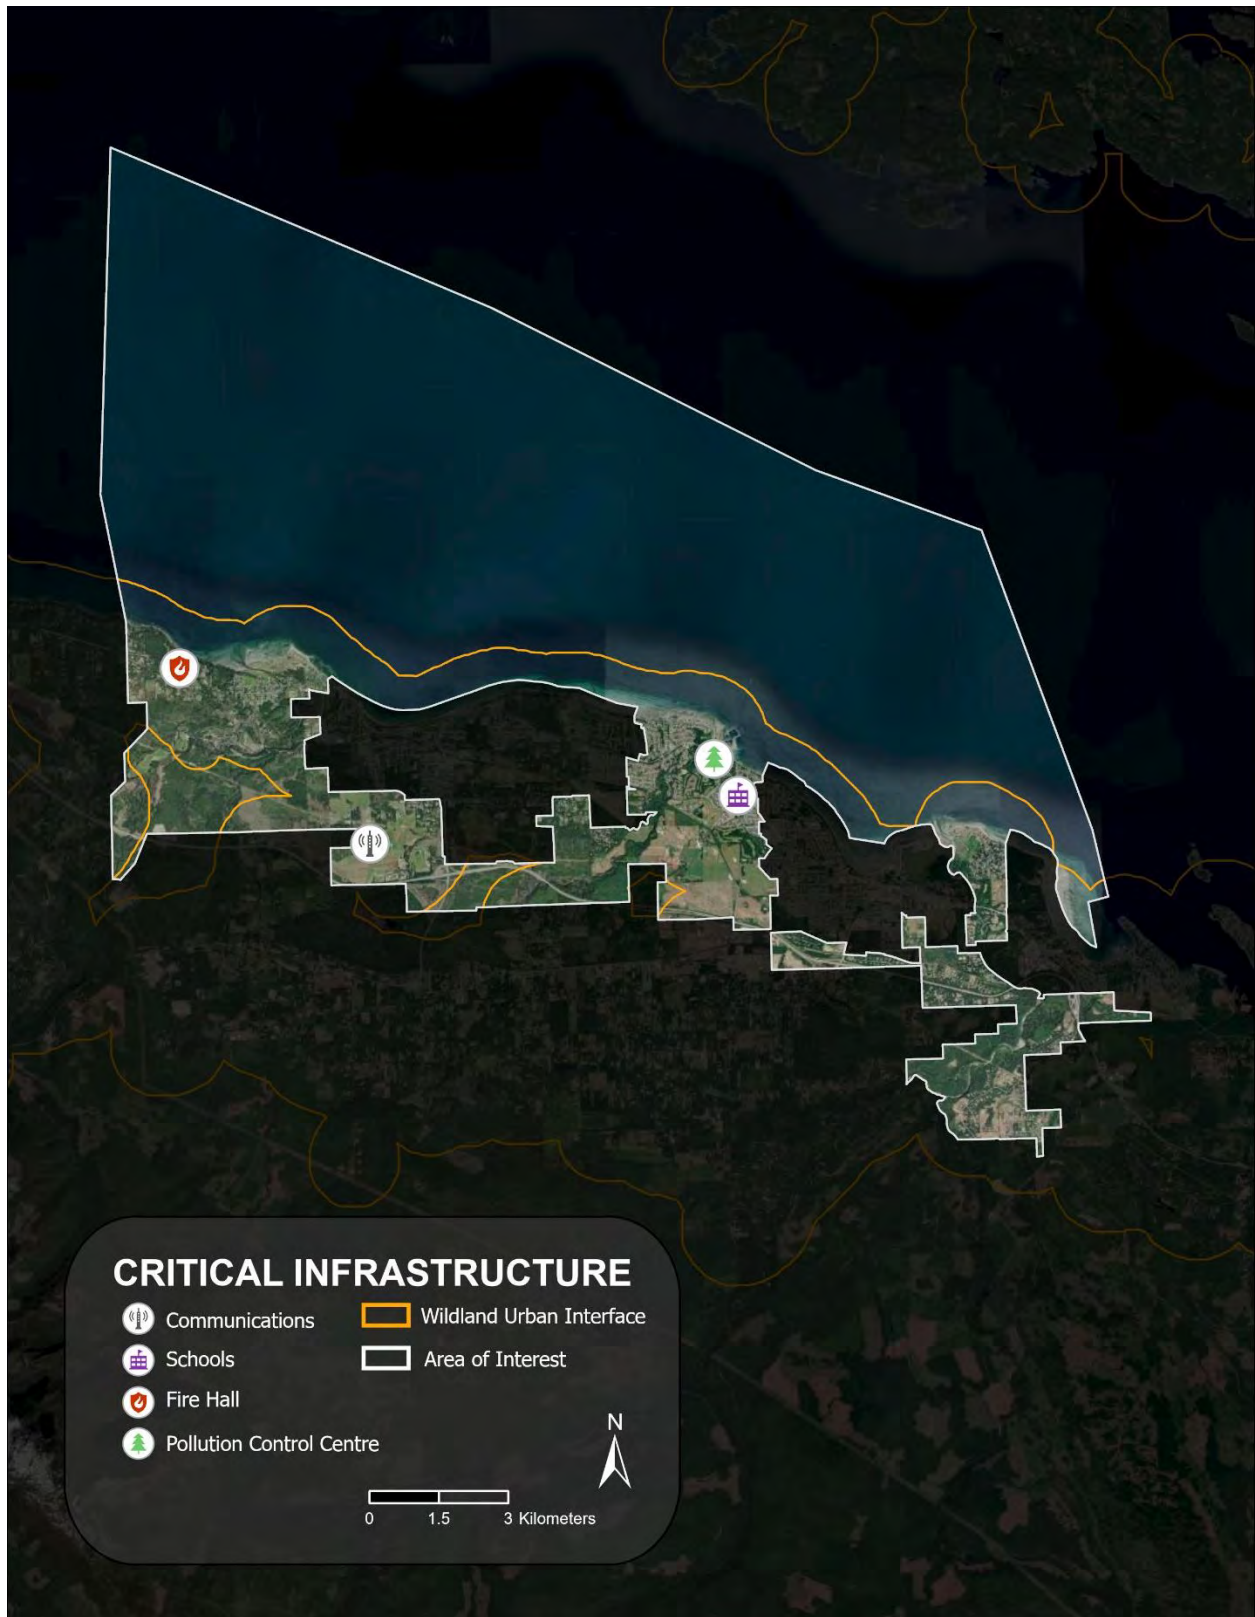 CRITICAL INFRASTRUCTURE
Communications
Schools
Fire Hall
Pollution Control Centre
Wildland Urban Interface
Area of Interest
N
0 1.5 3 Kilometers